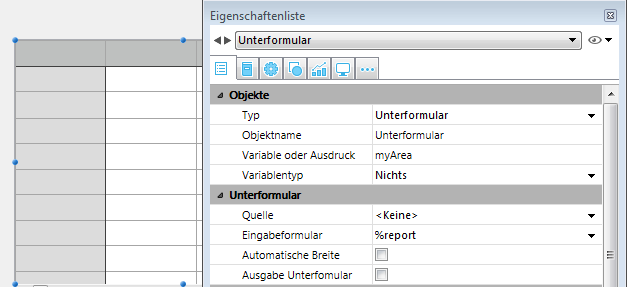 Eigenschaftenliste
Unterformular
Objekte
Typ Unterformular
Objektname Unterformular
Variable oder Ausdruck myArea
Variablentyp Nichts
Unterformular
Quelle <Keine>
Eingabeformular %report
Automatische Breite
Ausgabe Unterfomular